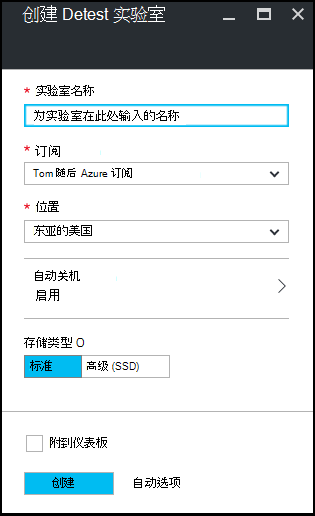 创建 Detest 实验室
* 实验室名称
为实验室在此处输入的名称
* 订阅
Tom 随后 Azure 订阅
* 位置
东亚的美国
自动关机
启用
存储类型 O
标准 高级 (SSD)
附到仪表板
创建 自动选项